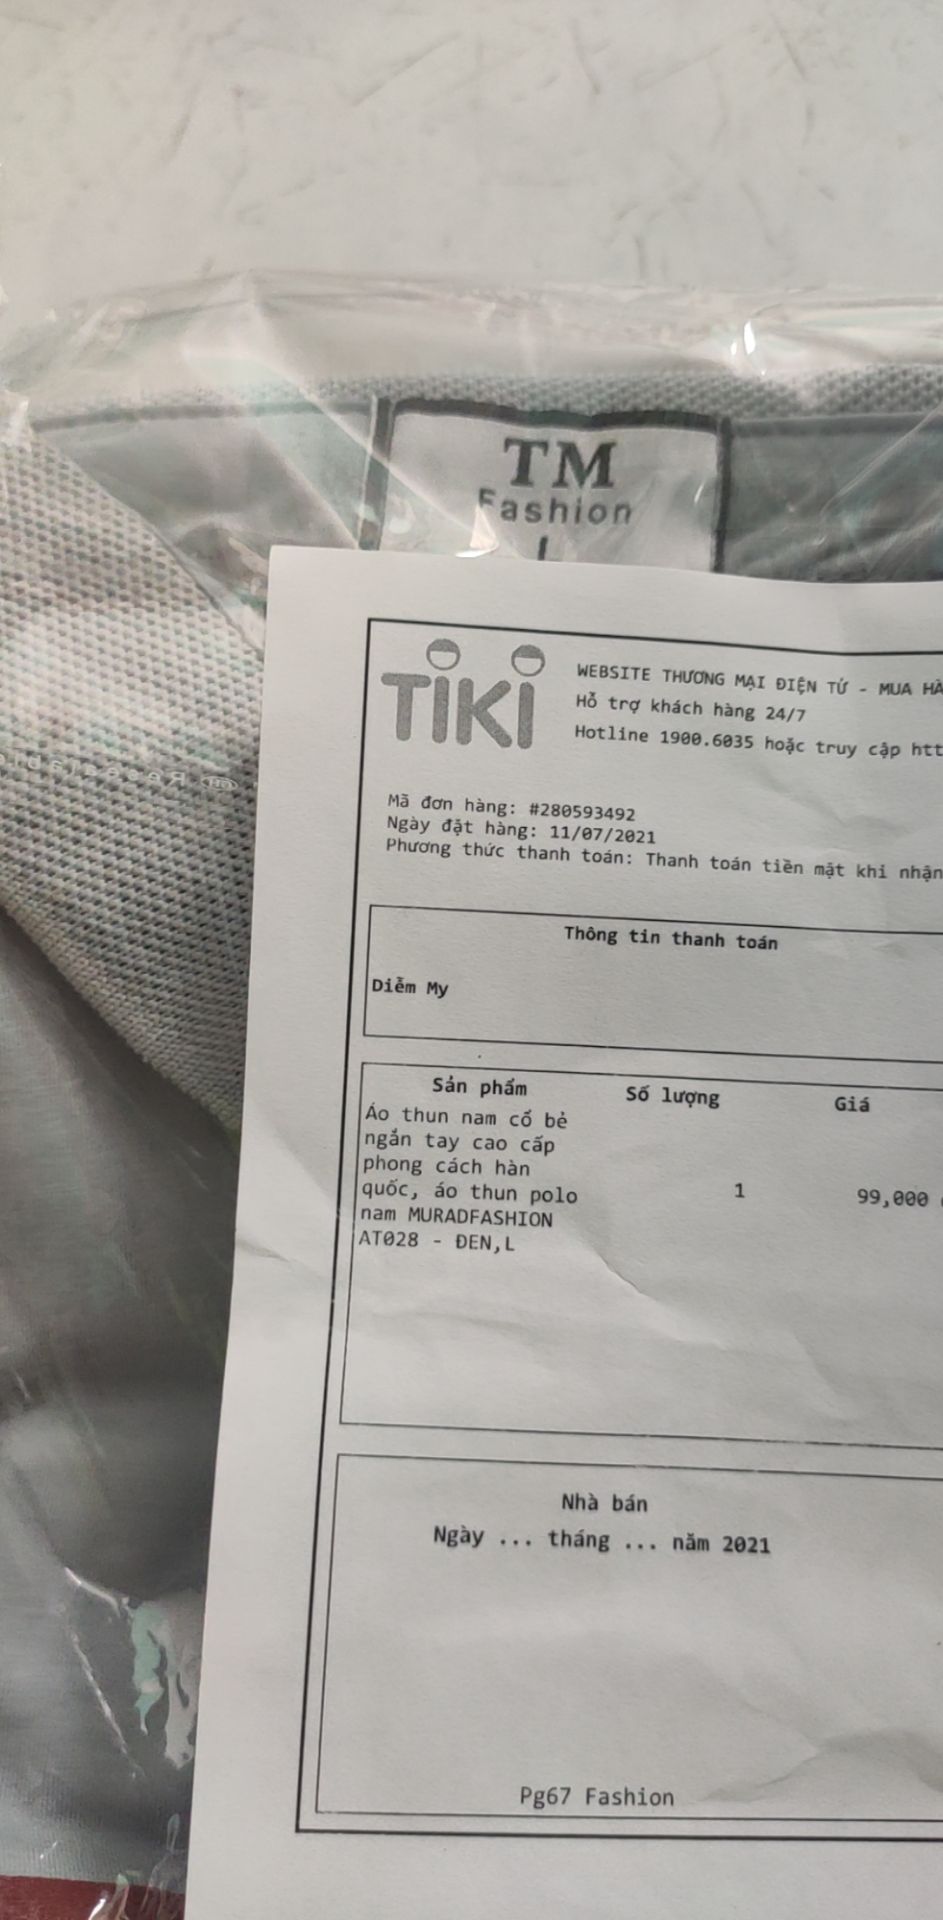 TM
Fashion
L
TIKI
WEBSITE THƯƠNG MẠI ĐIỆN TỬ - MUA HÀ
Hỗ trợ khách hàng 24/7
Hotline 1900.6035 hoặc truy cập htt
Mã đơn hàng: #280593492
Ngày đặt hàng: 11/07/2021
Phương thức thanh toán: Thanh toán tiền mặt khi nhận
Thông tin thanh toán
Diễm My
Sản phẩm Số lượng Giá
Áo thun nam cổ bẻ
ngắn tay cao cấp
phong cách hàn
quốc, áo thun polo 1 99,000
nam MURADFASHION
AT028 - ĐEN,L
Nhà bán
Ngày ... tháng ... năm 2021
Pg67 Fashion